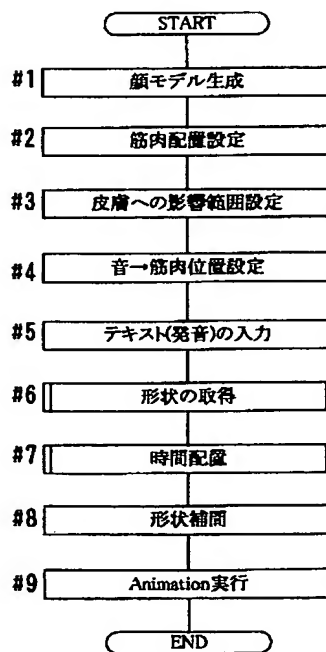 START
#1 顔モデル生成
#2 筋肉配置設定
#3 皮膚への影響範囲設定
#4 音→筋肉位置設定
#5 テキスト(発音)の入力
#6 形状の取得
#7 時間配置
#8 形状補間
#9 Animation実行
END